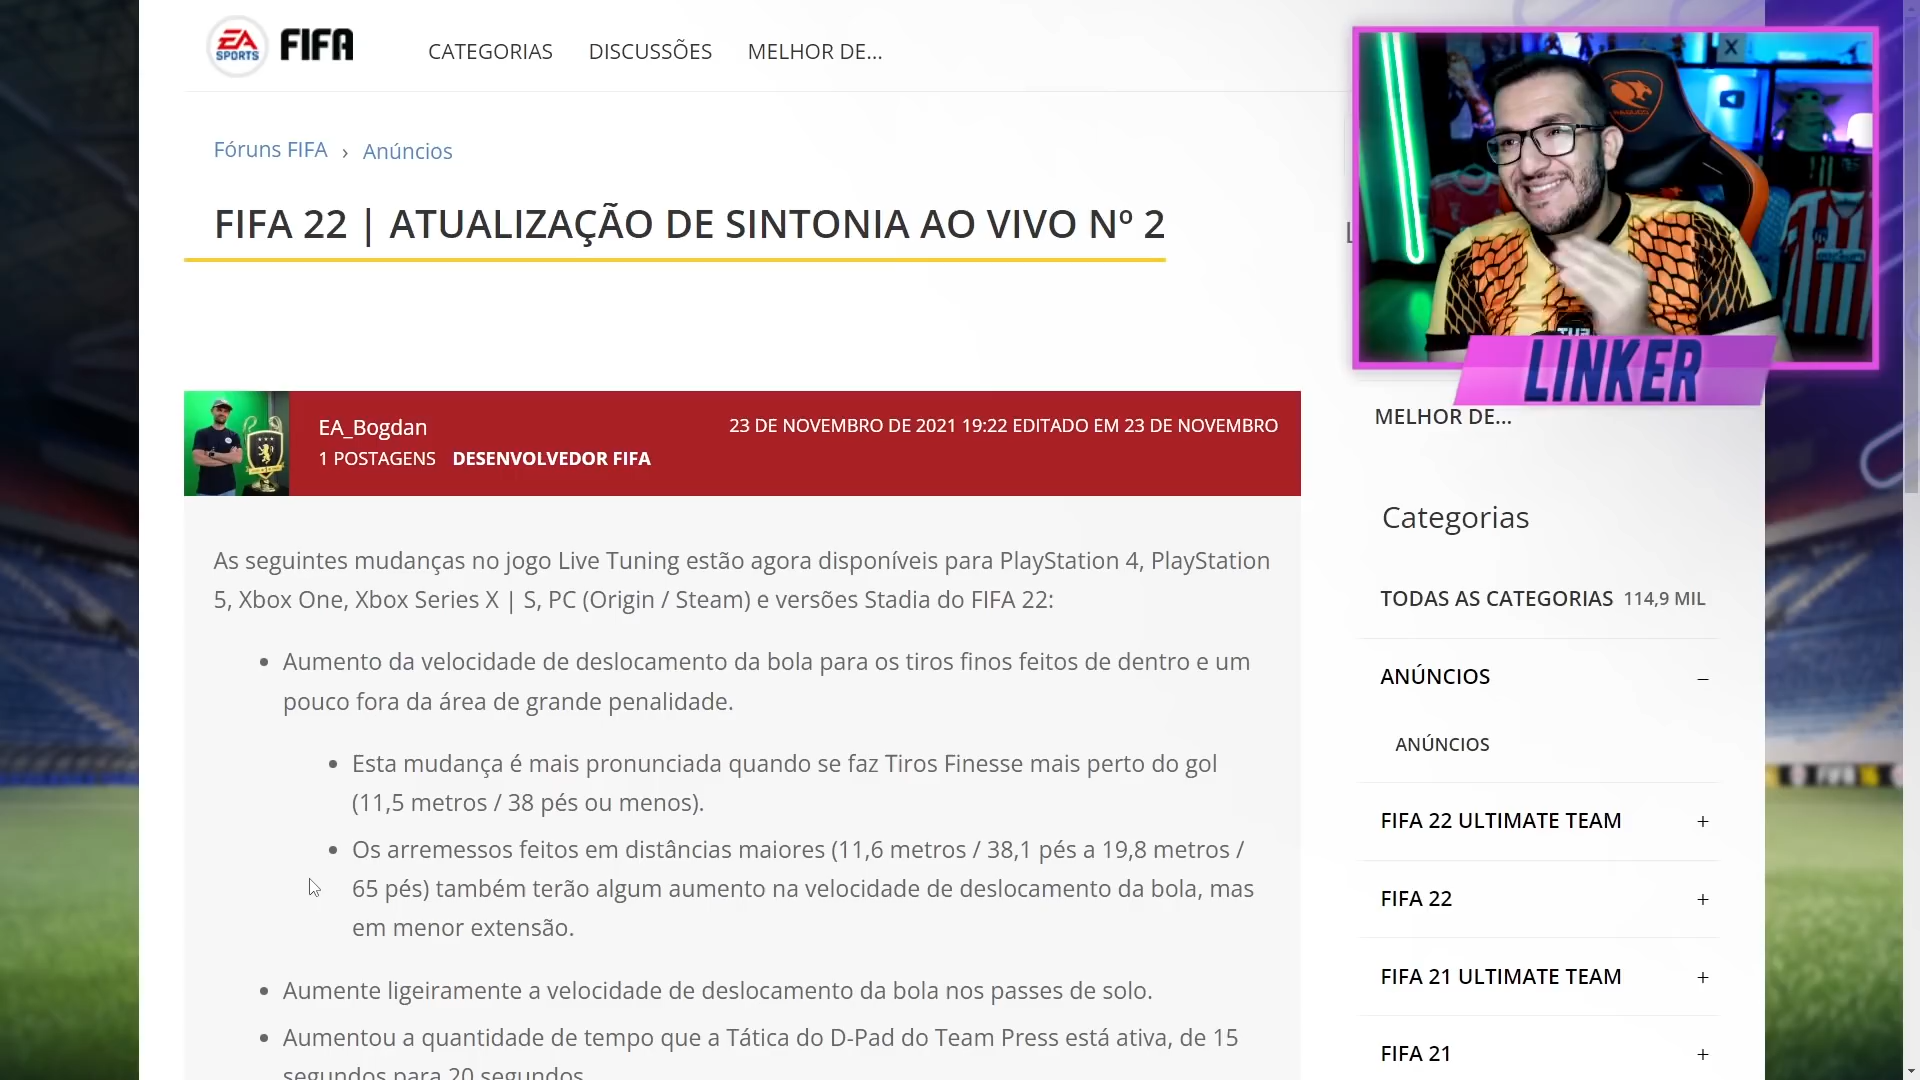 EA SPORTS FIFA
CATEGORIAS DISCUSSÕES MELHOR DE...
Fóruns FIFA › Anúncios
FIFA 22 | ATUALIZAÇÃO DE SINTONIA AO VIVO Nº 2
LINKER
EA_Bogdan
23 DE NOVEMBRO DE 2021 19:22 EDITADO EM 23 DE NOVEMBRO
1 POSTAGENS DESENVOLVEDOR FIFA
As seguintes mudanças no jogo Live Tuning estão agora disponíveis para PlayStation 4, PlayStation
5, Xbox One, Xbox Series X | S, PC (Origin / Steam) e versões Stadia do FIFA 22:
Aumento da velocidade de deslocamento da bola para os tiros finos feitos de dentro e um
pouco fora da área de grande penalidade.
Esta mudança é mais pronunciada quando se faz Tiros Finesse mais perto do gol
(11,5 metros / 38 pés ou menos).
Os arremessos feitos em distâncias maiores (11,6 metros / 38,1 pés a 19,8 metros /
65 pés) também terão algum aumento na velocidade de deslocamento da bola, mas
em menor extensão.
Aumente ligeiramente a velocidade de deslocamento da bola nos passes de solo.
Aumentou a quantidade de tempo que a Tática do D-Pad do Team Press está ativa, de 15
segundos para 20 segundos
MELHOR DE...
Categorias
TODAS AS CATEGORIAS 114,9 MIL
ANÚNCIOS –
ANÚNCIOS
FIFA 22 ULTIMATE TEAM +
FIFA 22 +
FIFA 21 ULTIMATE TEAM +
FIFA 21 +